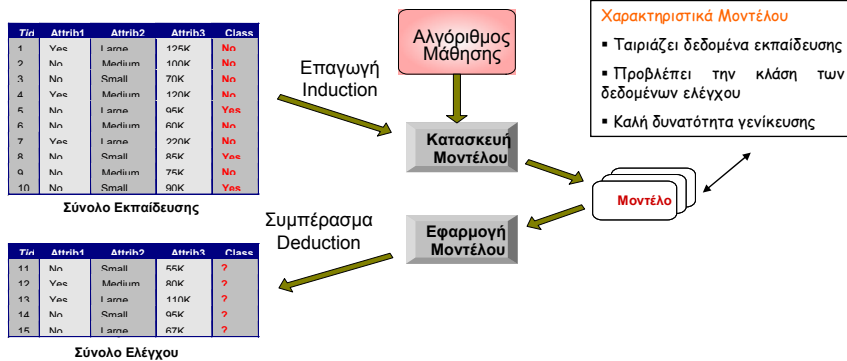 Tid Attrib1 Attrib2 Attrib3 Class
1 Yes Large 125K No
2 No Medium 100K No
3 No Small 70K No
4 Yes Medium 120K No
5 No Large 95K Yes
6 No Medium 60K No
7 Yes Large 220K No
8 No Small 85K Yes
9 No Medium 75K No
10 No Small 90K Yes
Σύνολο Εκπαίδευσης
Επαγωγή
Induction
Αλγόριθμος
Μάθησης
Κατασκευή
Μοντέλου
Χαρακτηριστικά Μοντέλου
▪ Ταιριάζει δεδομένα εκπαίδευσης
▪ Προβλέπει την κλάση των
δεδομένων ελέγχου
▪ Καλή δυνατότητα γενίκευσης
Μοντέλο
Εφαρμογή
Μοντέλου
Συμπέρασμα
Deduction
Tid Attrib1 Attrib2 Attrib3 Class
11 No Small 55K ?
12 Yes Medium 80K ?
13 Yes Large 110K ?
14 No Small 95K ?
15 No Large 67K ?
Σύνολο Ελέγχου